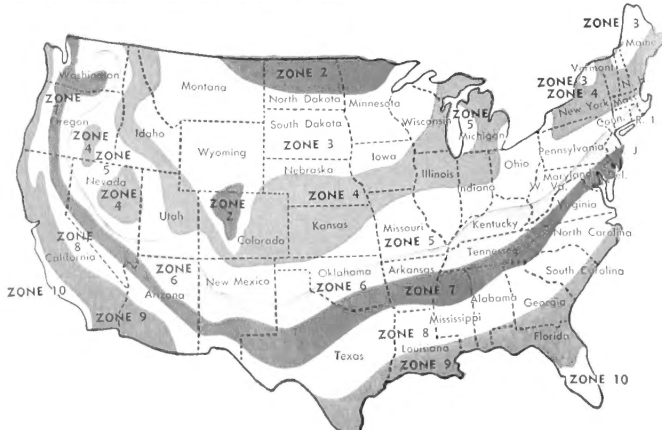 ZONE 3
Maine
Washington
Montana
ZONE 2
Vermont
ZONE 3
ZONE 4
N. H.
ZONE
North Dakota
Minnesota
Oregon
Idaho
Wisconsin
ZONE 5
New York
Mass.
ZONE 4
South Dakota
Michigan
Conn.
R. I.
ZONE 3
Wyoming
Iowa
Ohio
Pennsylvania
J
ZONE 5
Nebraska
Nevada
ZONE 4
Illinois
Indiana
Maryland
Del.
W. Va.
ZONE 4
Utah
ZONE 2
Colorado
Kansas
Missouri
Kentucky
Virginia
ZONE 8
ZONE 5
North Carolina
California
Tennessee
ZONE 6
Oklahoma
Arkansas
New Mexico
South Carolina
ZONE 10
Arizona
ZONE 6
ZONE 7
Alabama
Georgia
ZONE 9
Mississippi
ZONE 8
Texas
Louisiana
Florida
ZONE 9
ZONE 10